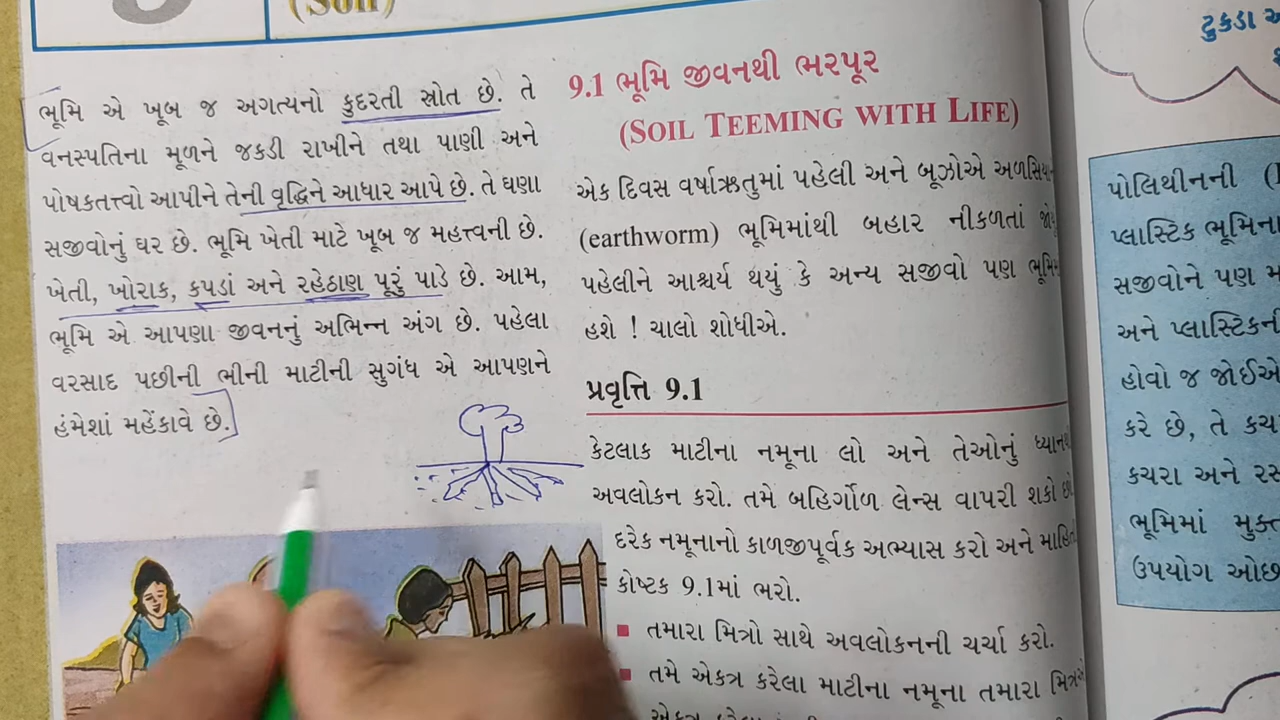 (Soil)
ભૂમિ એ ખૂબ જ અગત્યનો કુદરતી સ્રોત છે. તે
વનસ્પતિના મૂળને જકડી રાખીને તથા પાણી અને
પોષકતત્ત્વો આપીને તેની વૃદ્ધિને આધાર આપે છે. તે ઘણા
સજીવોનું ઘર છે. ભૂમિ ખેતી માટે ખૂબ જ મહત્ત્વની છે.
ખેતી, ખોરાક, કપડાં અને રહેઠાણ પૂરું પાડે છે. આમ,
ભૂમિ એ આપણા જીવનનું અભિન્ન અંગ છે. પહેલા
વરસાદ પછીની ભીની માટીની સુગંધ એ આપણને
હંમેશાં મહેંકાવે છે.
9.1 ભૂમિ જીવનથી ભરપૂર
(SOIL TEEMING WITH LIFE)
એક દિવસ વર્ષાઋતુમાં પહેલી અને બૂઝોએ
(earthworm) ભૂમિમાંથી બહાર નીકળતાં
પહેલીને આશ્ચર્ય થયું કે અન્ય સજીવો પણ
હશે ! ચાલો શોધીએ.
પ્રવૃત્તિ 9.1
કેટલાક માટીના નમૂના લો અને તેઓનું
અવલોકન કરો. તમે બહિર્ગોળ લેન્સ વાપરી શકો
દરેક નમૂનાનો કાળજીપૂર્વક અભ્યાસ કરો અને
કોષ્ટક 9.1માં ભરો.
■ તમારા મિત્રો સાથે અવલોકનની ચર્ચા કરો.
■ તમે એકત્ર કરેલા માટીના નમૂના તમારા
ટુકડા
પોલિથીનની
પ્લાસ્ટિક ભૂમિના
સજીવોને પણ
અને પ્લાસ્ટિકની
હોવો જ જોઈએ
કરે છે, તે
કચરા અને
ભૂમિમાં
ઉપયોગ